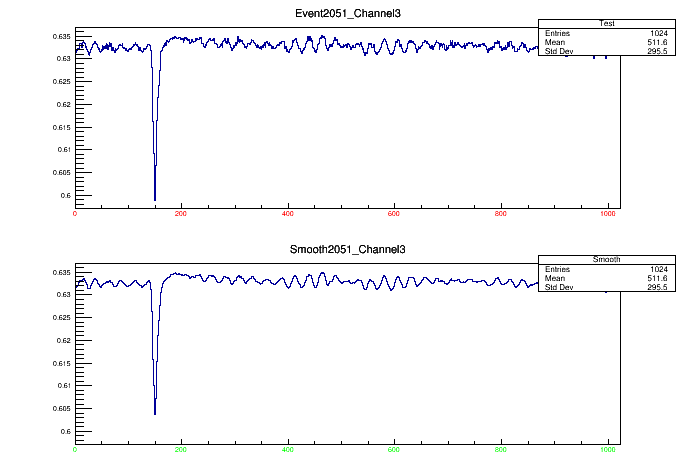 Event2051_Channel3
Test
Entries 1024
Mean 511.6
Std Dev 295.5
0.635
0.63
0.625
0.62
0.615
0.61
0.605
0.6
0 200 400 600 800 1000
Smooth2051_Channel3
Smooth
Entries 1024
Mean 511.6
Std Dev 295.5
0.635
0.63
0.625
0.62
0.615
0.61
0.605
0.6
0 200 400 600 800 1000